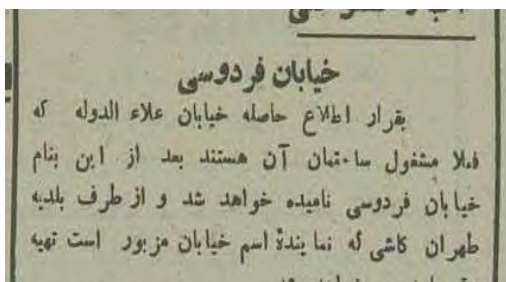 خیابان فردوسی
بقرار اطلاع حاصله خیابان علاء الدوله که
فعلا مشغول ساختمان آن هستند بعد از این بنام
خیابان فردوسی نامیده خواهد شد و از طرف بلدیه
طهران کاشی که نمایندهٔ اسم خیابان مزبور است تهیه